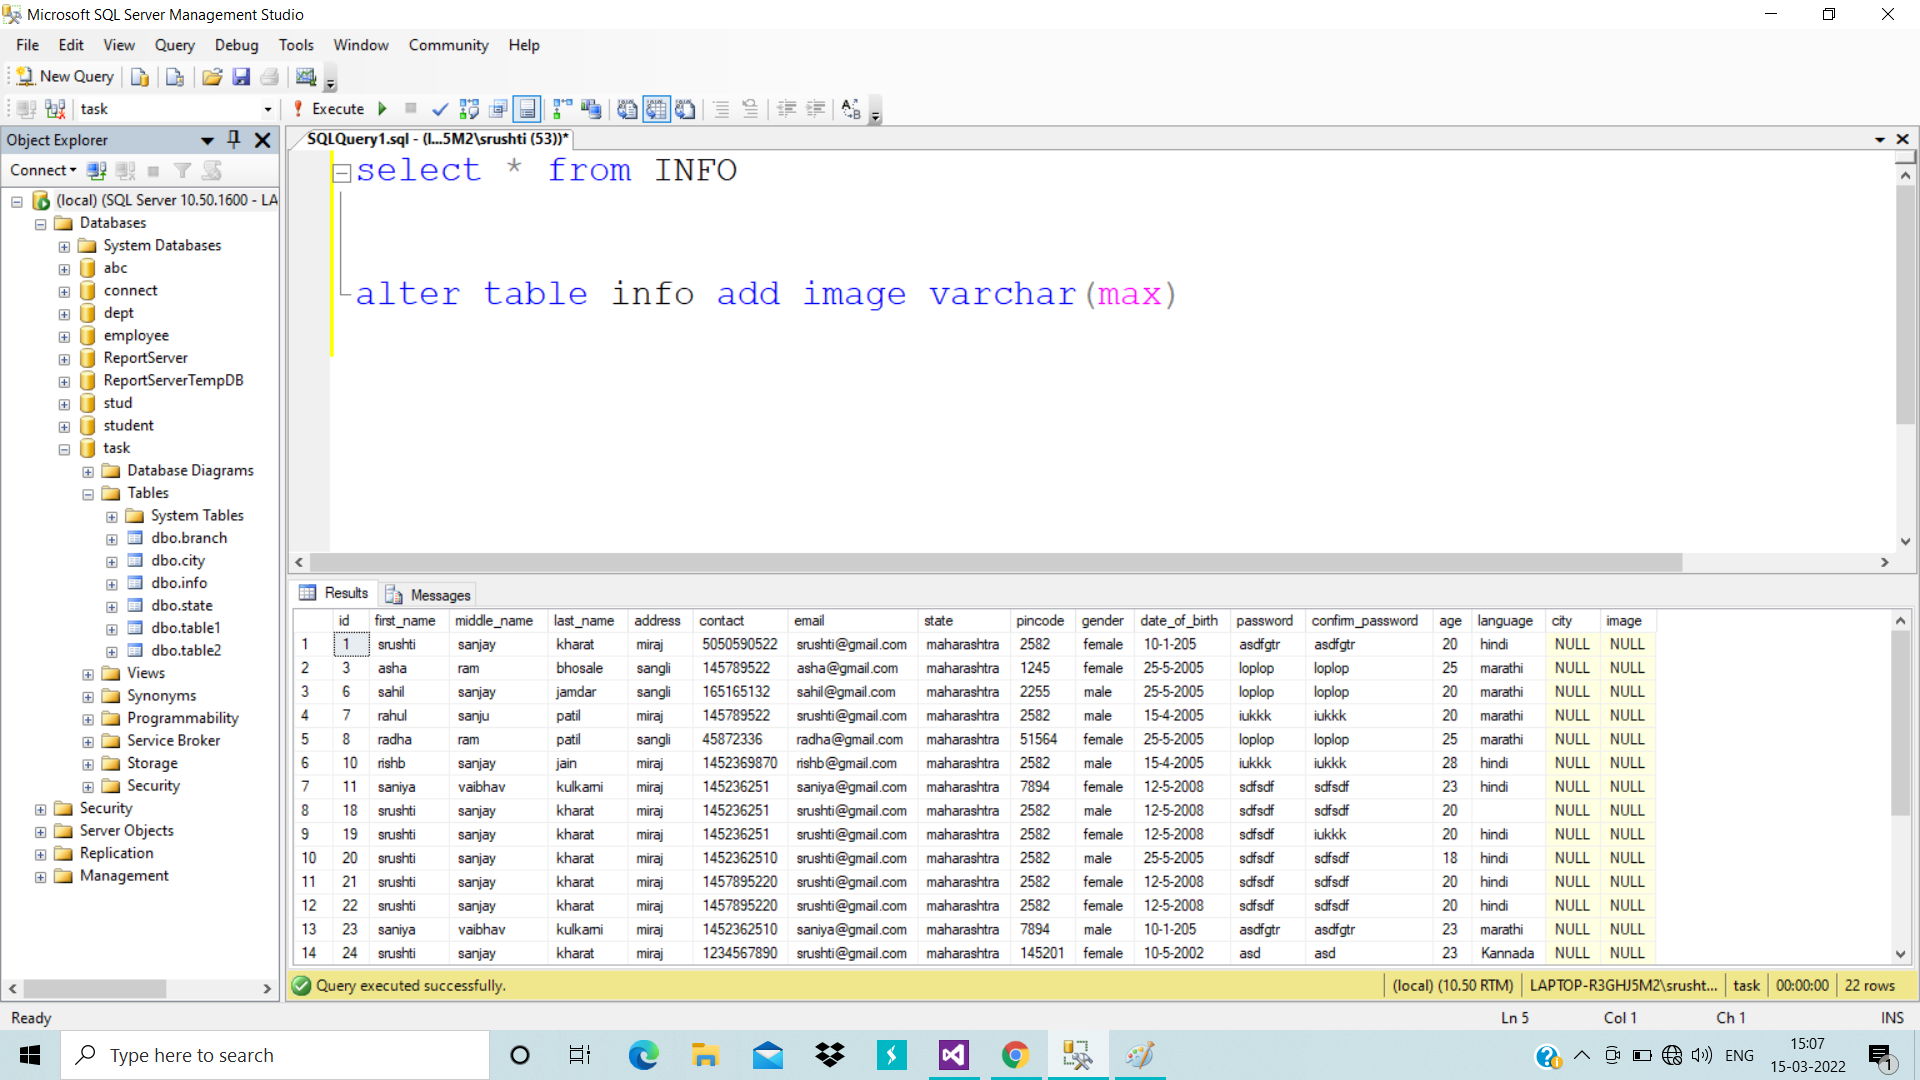 Microsoft SQL Server Management Studio
File Edit View Query Debug Tools Window Community Help
New Query
task Execute
Object Explorer
SQLQuery1.sql - (l...5M2\srushti (53))*
Connect
select * from INFO
alter table info add image varchar(max)
(local) (SQL Server 10.50.1600 - LA
Databases
System Databases
abc
connect
dept
employee
ReportServer
ReportServerTempDB
stud
student
task
Database Diagrams
Tables
System Tables
dbo.branch
dbo.city
dbo.info
dbo.state
dbo.table1
dbo.table2
Views
Synonyms
Programmability
Service Broker
Storage
Security
Security
Server Objects
Replication
Management
Results Messages
id first_name middle_name last_name address contact email state pincode gender date_of_birth password confirm_password age language city image
1 1 srushti sanjay kharat miraj 5050590522 srushti@gmail.com maharashtra 2582 female 10-1-205 asdfgtr asdfgtr 20 hindi NULL NULL
2 3 asha ram bhosale sangli 145789522 asha@gmail.com maharashtra 1245 female 25-5-2005 loplop loplop 25 marathi NULL NULL
3 6 sahil sanjay jamdar sangli 165165132 sahil@gmail.com maharashtra 2255 male 25-5-2005 loplop loplop 20 marathi NULL NULL
4 7 rahul sanju patil miraj 145789522 srushti@gmail.com maharashtra 2582 male 15-4-2005 iukkk iukkk 20 marathi NULL NULL
5 8 radha ram patil sangli 45872336 radha@gmail.com maharashtra 51564 female 25-5-2005 loplop loplop 25 marathi NULL NULL
6 10 rishb sanjay jain miraj 1452369870 rishb@gmail.com maharashtra 2582 male 15-4-2005 iukkk iukkk 28 hindi NULL NULL
7 11 saniya vaibhav kulkarni miraj 145236251 saniya@gmail.com maharashtra 7894 female 12-5-2008 sdfsdf sdfsdf 23 hindi NULL NULL
8 18 srushti sanjay kharat miraj 145236251 srushti@gmail.com maharashtra 2582 male 12-5-2008 sdfsdf sdfsdf 20 NULL NULL
9 19 srushti sanjay kharat miraj 145236251 srushti@gmail.com maharashtra 2582 female 12-5-2008 sdfsdf iukkk 20 hindi NULL NULL
10 20 srushti sanjay kharat miraj 1452362510 srushti@gmail.com maharashtra 2582 male 25-5-2005 sdfsdf sdfsdf 18 hindi NULL NULL
11 21 srushti sanjay kharat miraj 1457895220 srushti@gmail.com maharashtra 2582 female 12-5-2008 sdfsdf sdfsdf 20 hindi NULL NULL
12 22 srushti sanjay kharat miraj 1457895220 srushti@gmail.com maharashtra 2582 female 12-5-2008 sdfsdf sdfsdf 20 hindi NULL NULL
13 23 saniya vaibhav kulkarni miraj 1452362510 saniya@gmail.com maharashtra 7894 male 10-1-205 asdfgtr asdfgtr 23 marathi NULL NULL
14 24 srushti sanjay kharat miraj 1234567890 srushti@gmail.com maharashtra 145201 female 10-5-2002 asd asd 23 Kannada NULL NULL
Query executed successfully. (local) (10.50 RTM) LAPTOP-R3GHJ5M2\srusht... task 00:00:00 22 rows
Ready Ln 5 Col 1 Ch 1 INS
Type here to search ENG 15:07
15-03-2022 1